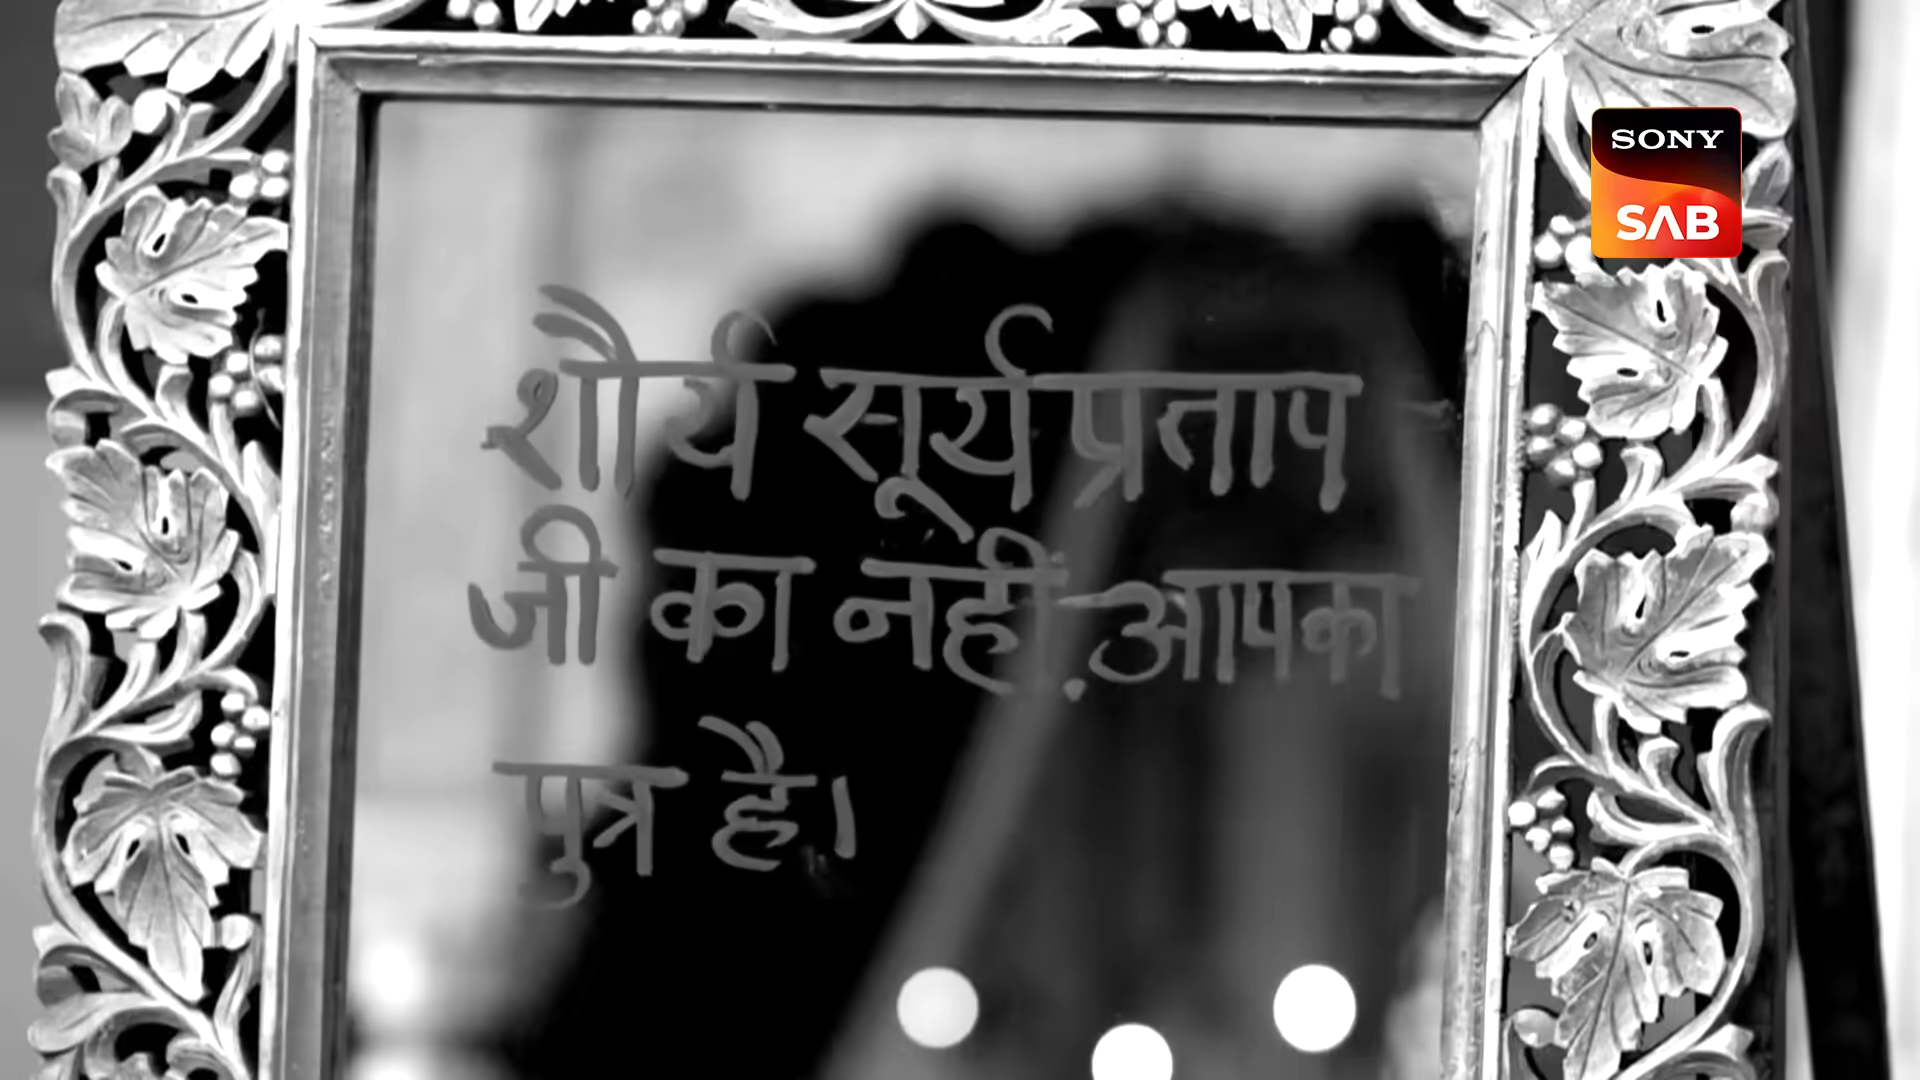 SONY
SAB
शौर्य सूर्यप्रताप
जी का नहीं, आपका
पुत्र है।